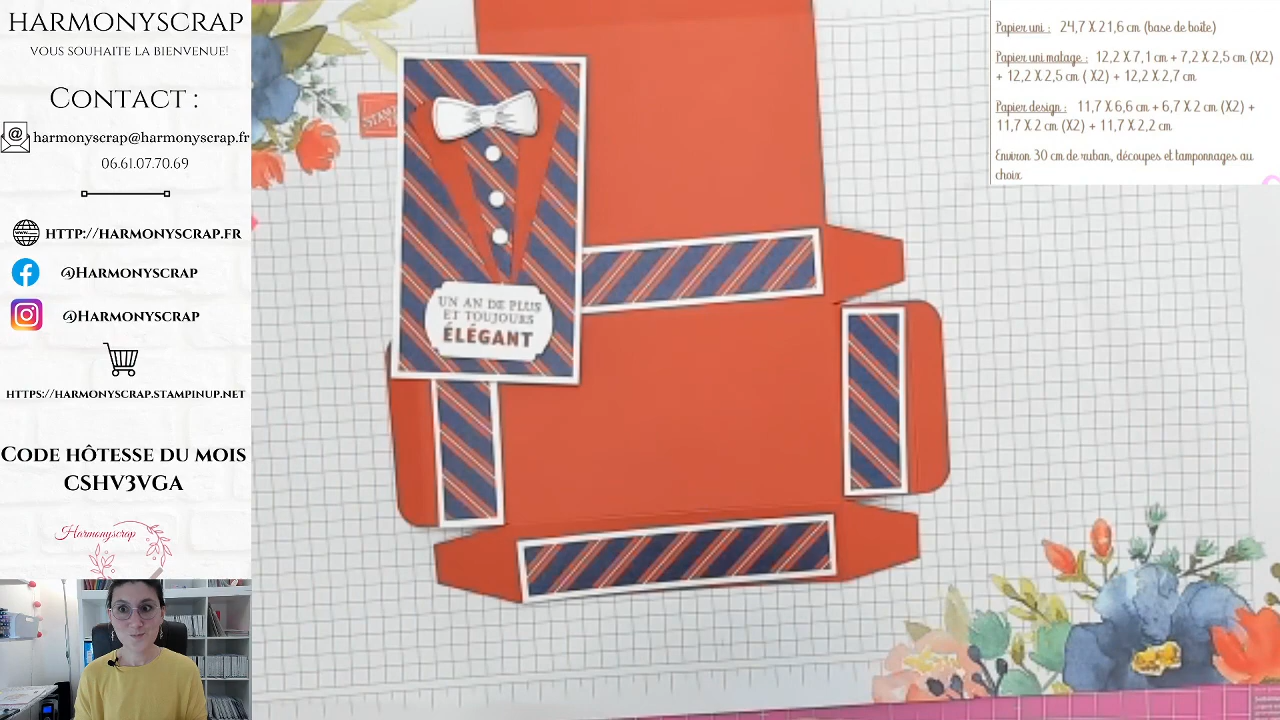 HARMONYSCRAP
VOUS SOUHAITE LA BIENVENUE!
CONTACT :
harmonyscrap@harmonyscrap.fr
06.61.07.70.69
HTTP://HARMONYSCRAP.FR
@HARMONYSCRAP
@HARMONYSCRAP
HTTPS://HARMONYSCRAP.STAMPINUP.NET
CODE HÔTESSE DU MOIS
CSHV3VGA
Harmonyscrap
STAMPIN'
UN AN DE PLUS
ET TOUJOURS
ÉLÉGANT
Papier uni : 24,7 X 21,6 cm (base de boîte)
Papier uni matage : 12,2 X 7,1 cm + 7,2 X 2,5 cm (X2)
+ 12,2 X 2,5 cm ( X2) + 12,2 X 2,7 cm
Papier design : 11,7 X 6,6 cm + 6,7 X 2 cm (X2) +
11,7 X 2 cm (X2) + 11,7 X 2,2 cm
Environ 30 cm de ruban, découpes et tamponnages au
choix.